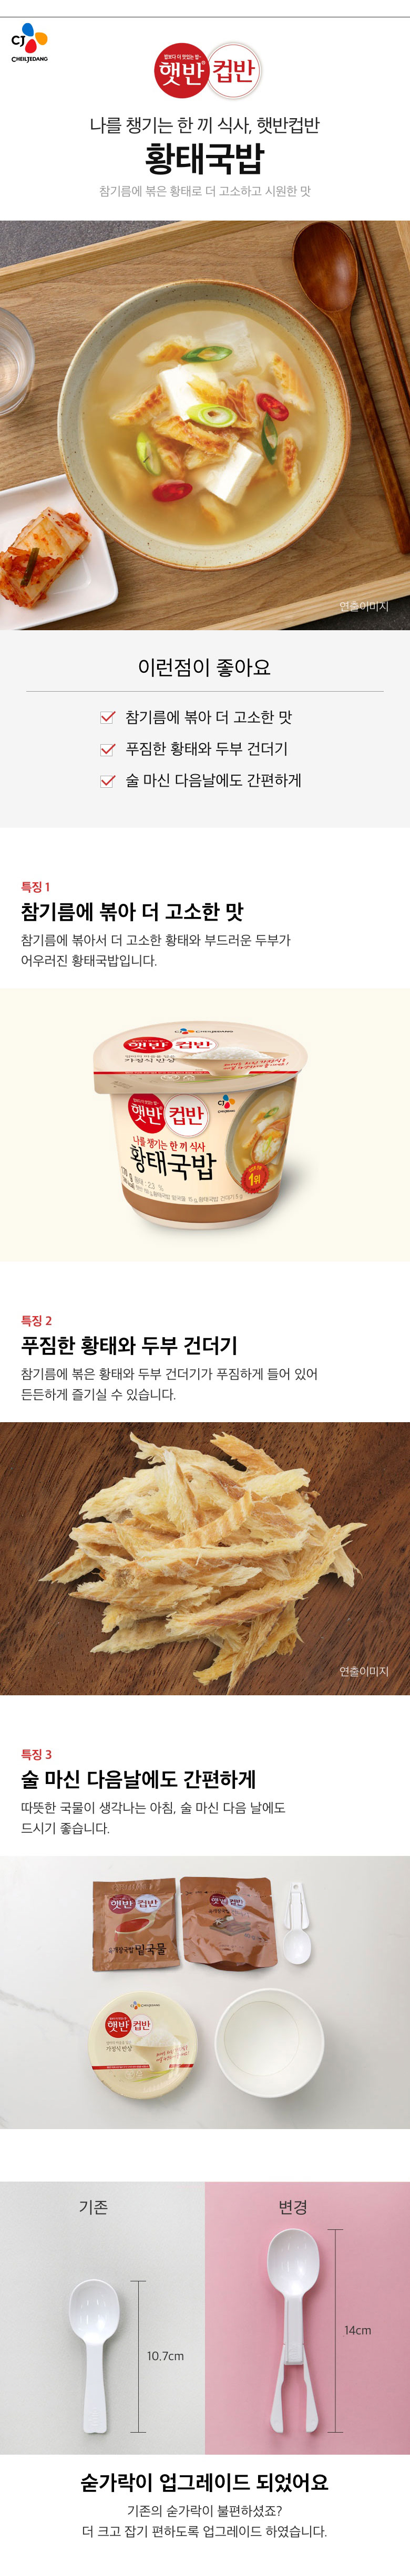 CJ
CHEILJEDANG
햇반 컵반
나를 챙기는 한 끼 식사, 햇반컵반
황태국밥
참기름에 볶은 황태로 더 고소하고 시원한 맛
연출이미지
이런점이 좋아요
참기름에 볶아 더 고소한 맛
푸짐한 황태와 두부 건더기
술 마신 다음날에도 간편하게
특징 1
참기름에 볶아 더 고소한 맛
참기름에 볶아서 더 고소한 황태와 부드러운 두부가
어우러진 황태국밥입니다.
CJ CHEILJEDANG
햇반 컵반
햇반 컵반
나를 챙기는 한 끼 식사
황태국밥
1위
특징 2
푸짐한 황태와 두부 건더기
참기름에 볶은 황태와 두부 건더기가 푸짐하게 들어 있어
든든하게 즐기실 수 있습니다.
연출이미지
특징 3
술 마신 다음날에도 간편하게
따뜻한 국물이 생각나는 아침, 술 마신 다음 날에도
드시기 좋습니다.
햇반 컵반
밑국물
햇반 컵반
햇반 컵반
기존
변경
10.7cm
14cm
숟가락이 업그레이드 되었어요
기존의 숟가락이 불편하셨죠?
더 크고 잡기 편하도록 업그레이드 하였습니다.